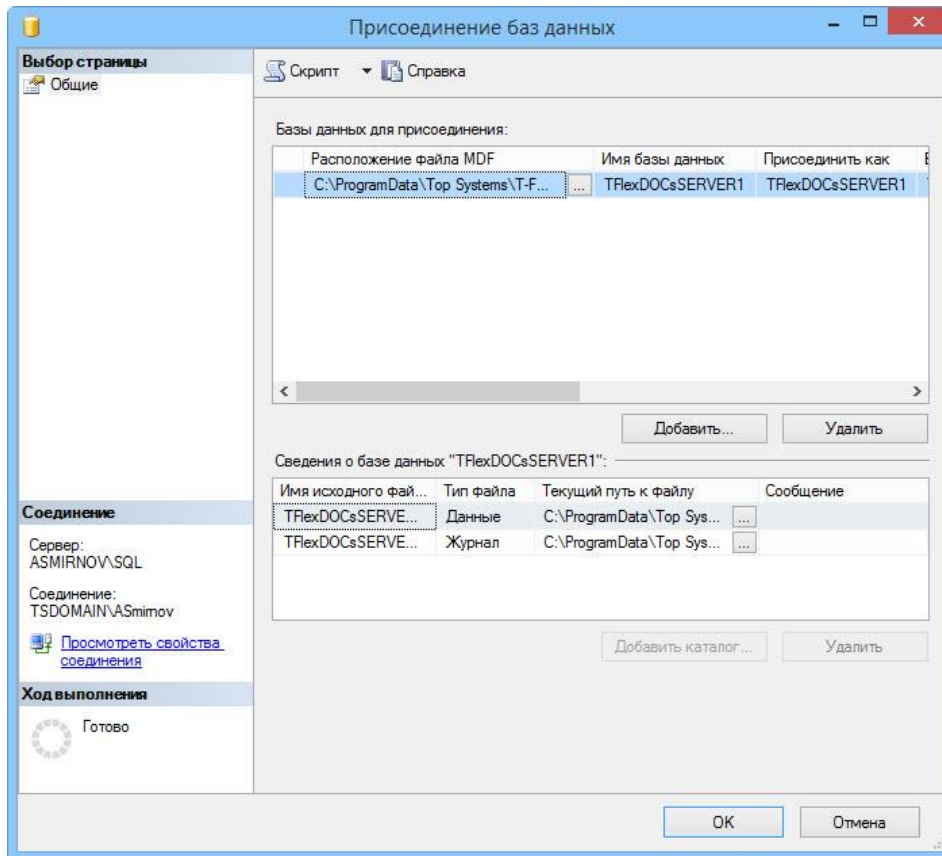 Присоединение баз данных
Выбор страницы
Общие
Скрипт Справка
Базы данных для присоединения:
Расположение файла MDF Имя базы данных Присоединить как
C:\ProgramData\Top Systems\T-F... ... TFlexDOCsSERVER1 TFlexDOCsSERVER1
Добавить... Удалить
Сведения о базе данных "TFlexDOCsSERVER1":
Имя исходного фай... Тип файла Текущий путь к файлу Сообщение
TFlexDOCsSERVE... Данные C:\ProgramData\Top Sys... ...
TFlexDOCsSERVE... Журнал C:\ProgramData\Top Sys... ...
Добавить каталог... Удалить
Соединение
Сервер:
ASMIRNOV\SQL
Соединение:
TSDOMAIN\ASmirnov
Просмотреть свойства
соединения
Ход выполнения
Готово
OK Отмена